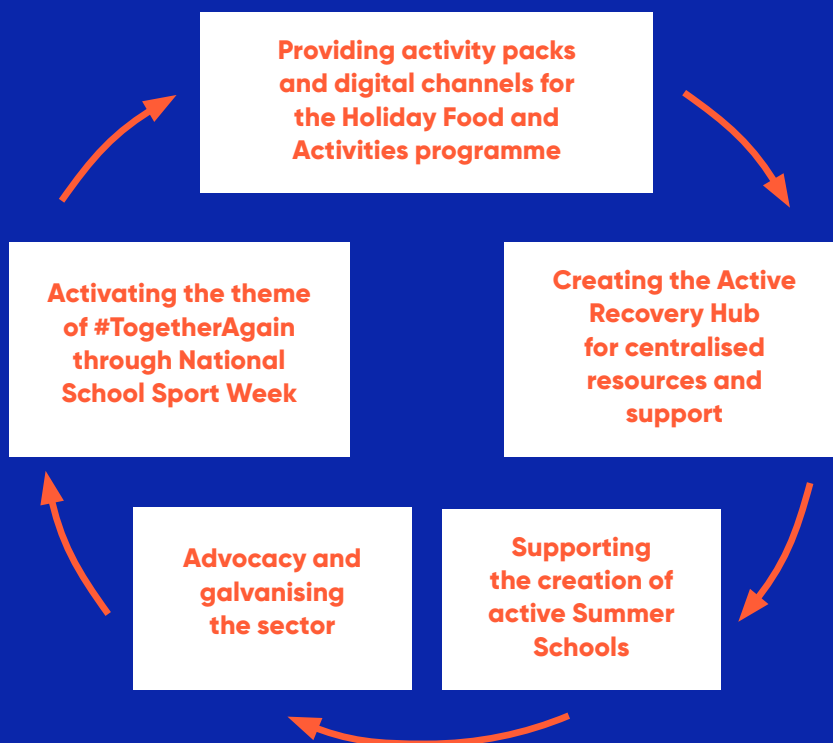 Providing activity packs
and digital channels for
the Holiday Food and
Activities programme
Creating the Active
Recovery Hub
for centralised
resources and
support
Supporting
the creation of
active Summer
Schools
Advocacy and
galvanising
the sector
Activating the theme
of #TogetherAgain
through National
School Sport Week